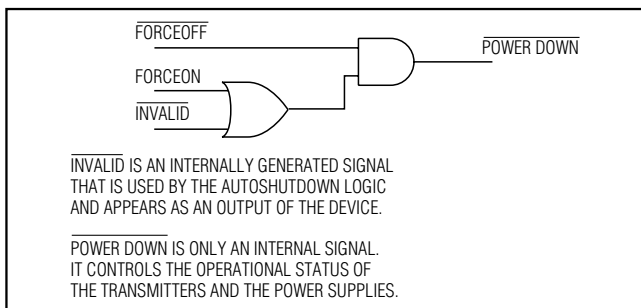 FORCEOFF
POWER DOWN
FORCEON
INVALID
INVALID IS AN INTERNALLY GENERATED SIGNAL
THAT IS USED BY THE AUTOSHUTDOWN LOGIC
AND APPEARS AS AN OUTPUT OF THE DEVICE.
POWER DOWN IS ONLY AN INTERNAL SIGNAL.
IT CONTROLS THE OPERATIONAL STATUS OF
THE TRANSMITTERS AND THE POWER SUPPLIES.